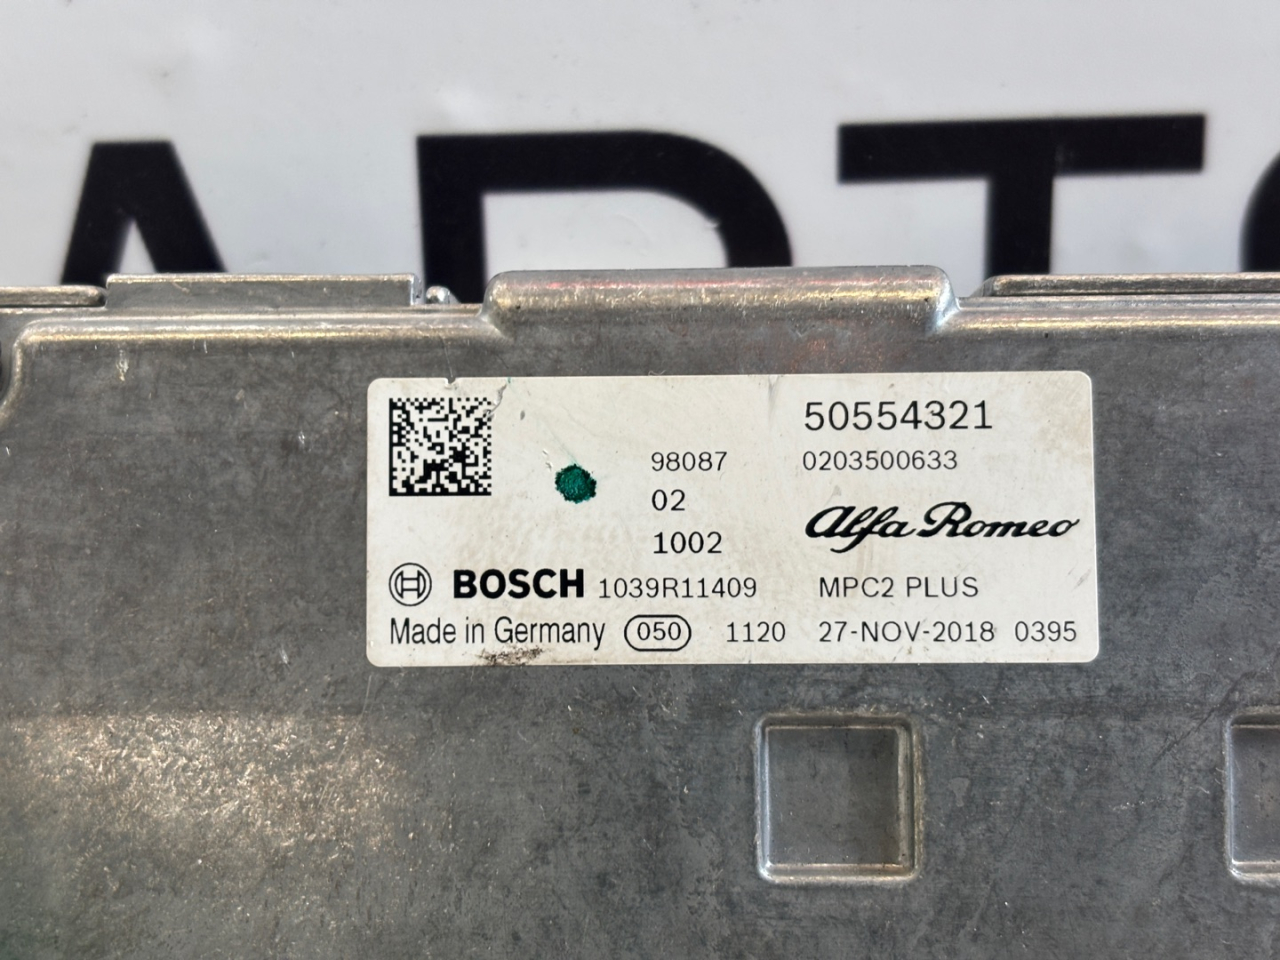 ARTS
50554321
98087 0203500633
02
Alfa Romeo
1002
BOSCH 1039R11409 MPC2 PLUS
Made in Germany 050 1120 27-NOV-2018 0395